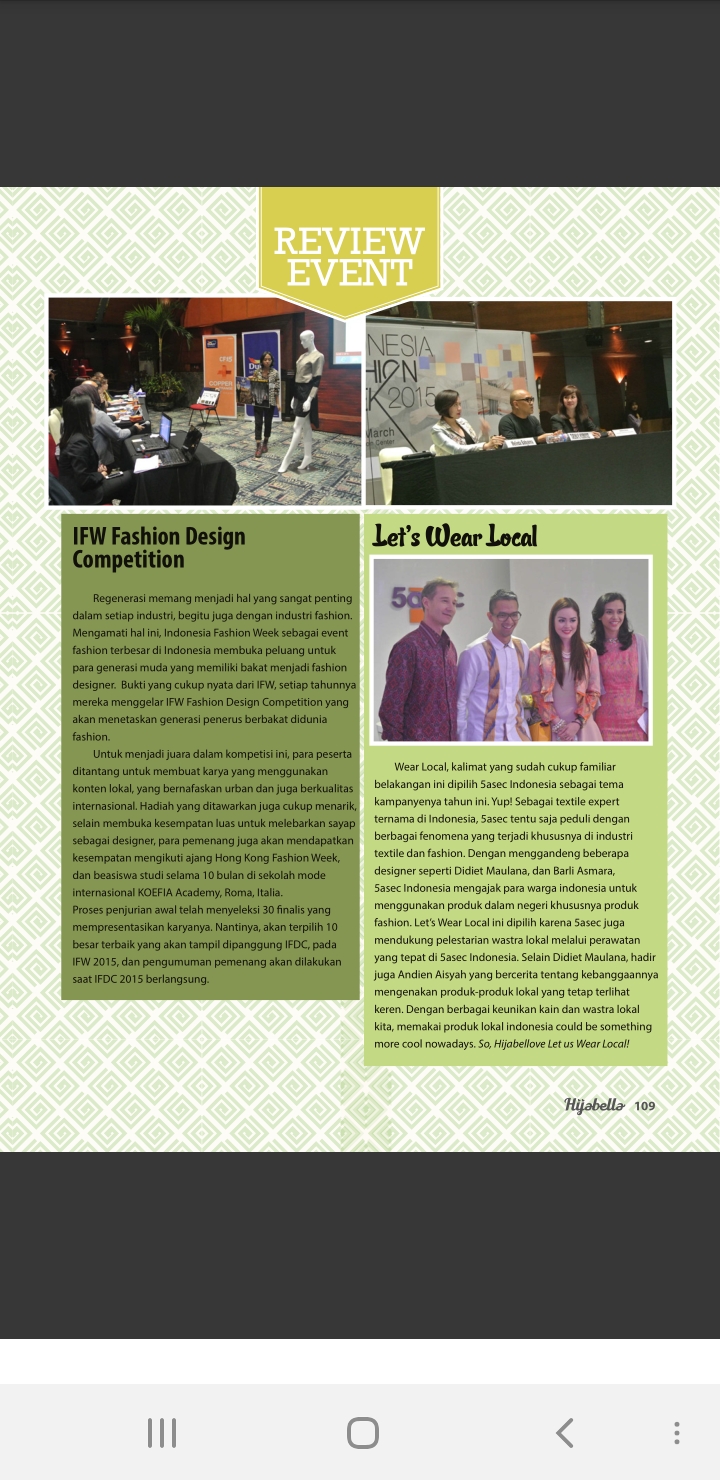 REVIEW
EVENT
NESIA
HION
K 2015
March
IFW Fashion Design
Competition
Regenerasi memang menjadi hal yang sangat penting
dalam setiap industri, begitu juga dengan industri fashion.
Mengamati hal ini, Indonesia Fashion Week sebagai event
fashion terbesar di Indonesia membuka peluang untuk
para generasi muda yang memiliki bakat menjadi fashion
designer. Bukti yang cukup nyata dari IFW, setiap tahunnya
mereka menggelar IFW Fashion Design Competition yang
akan menetaskan generasi penerus berbakat didunia
fashion.
Untuk menjadi juara dalam kompetisi ini, para peserta
ditantang untuk membuat karya yang menggunakan
konten lokal, yang bernafaskan urban dan juga berkualitas
internasional. Hadiah yang ditawarkan juga cukup menarik,
selain membuka kesempatan luas untuk melebarkan sayap
sebagai designer, para pemenang juga akan mendapatkan
kesempatan mengikuti ajang Hong Kong Fashion Week,
dan beasiswa studi selama 10 bulan di sekolah mode
internasional KOEFIA Academy, Roma, Italia.
Proses penjurian awal telah menyeleksi 30 finalis yang
mempresentasikan karyanya. Nantinya, akan terpilih 10
besar terbaik yang akan tampil dipanggung IFDC, pada
IFW 2015, dan pengumuman pemenang akan dilakukan
saat IFDC 2015 berlangsung.
Let's Wear Local
Wear Local, kalimat yang sudah cukup familiar
belakangan ini dipilih 5asec Indonesia sebagai tema
kampanyenya tahun ini. Yup! Sebagai textile expert
ternama di Indonesia, 5asec tentu saja peduli dengan
berbagai fenomena yang terjadi khususnya di industri
textile dan fashion. Dengan menggandeng beberapa
designer seperti Didiet Maulana, dan Barli Asmara,
5asec Indonesia mengajak para warga indonesia untuk
menggunakan produk dalam negeri khususnya produk
fashion. Let's Wear Local ini dipilih karena 5asec juga
mendukung pelestarian wastra lokal melalui perawatan
yang tepat di 5asec Indonesia. Selain Didiet Maulana, hadir
juga Andien Aisyah yang bercerita tentang kebanggaannya
mengenakan produk-produk lokal yang tetap terlihat
keren. Dengan berbagai keunikan kain dan wastra lokal
kita, memakai produk lokal indonesia could be something
more cool nowadays. So, Hijabellove Let us Wear Local!
Hijabella 109